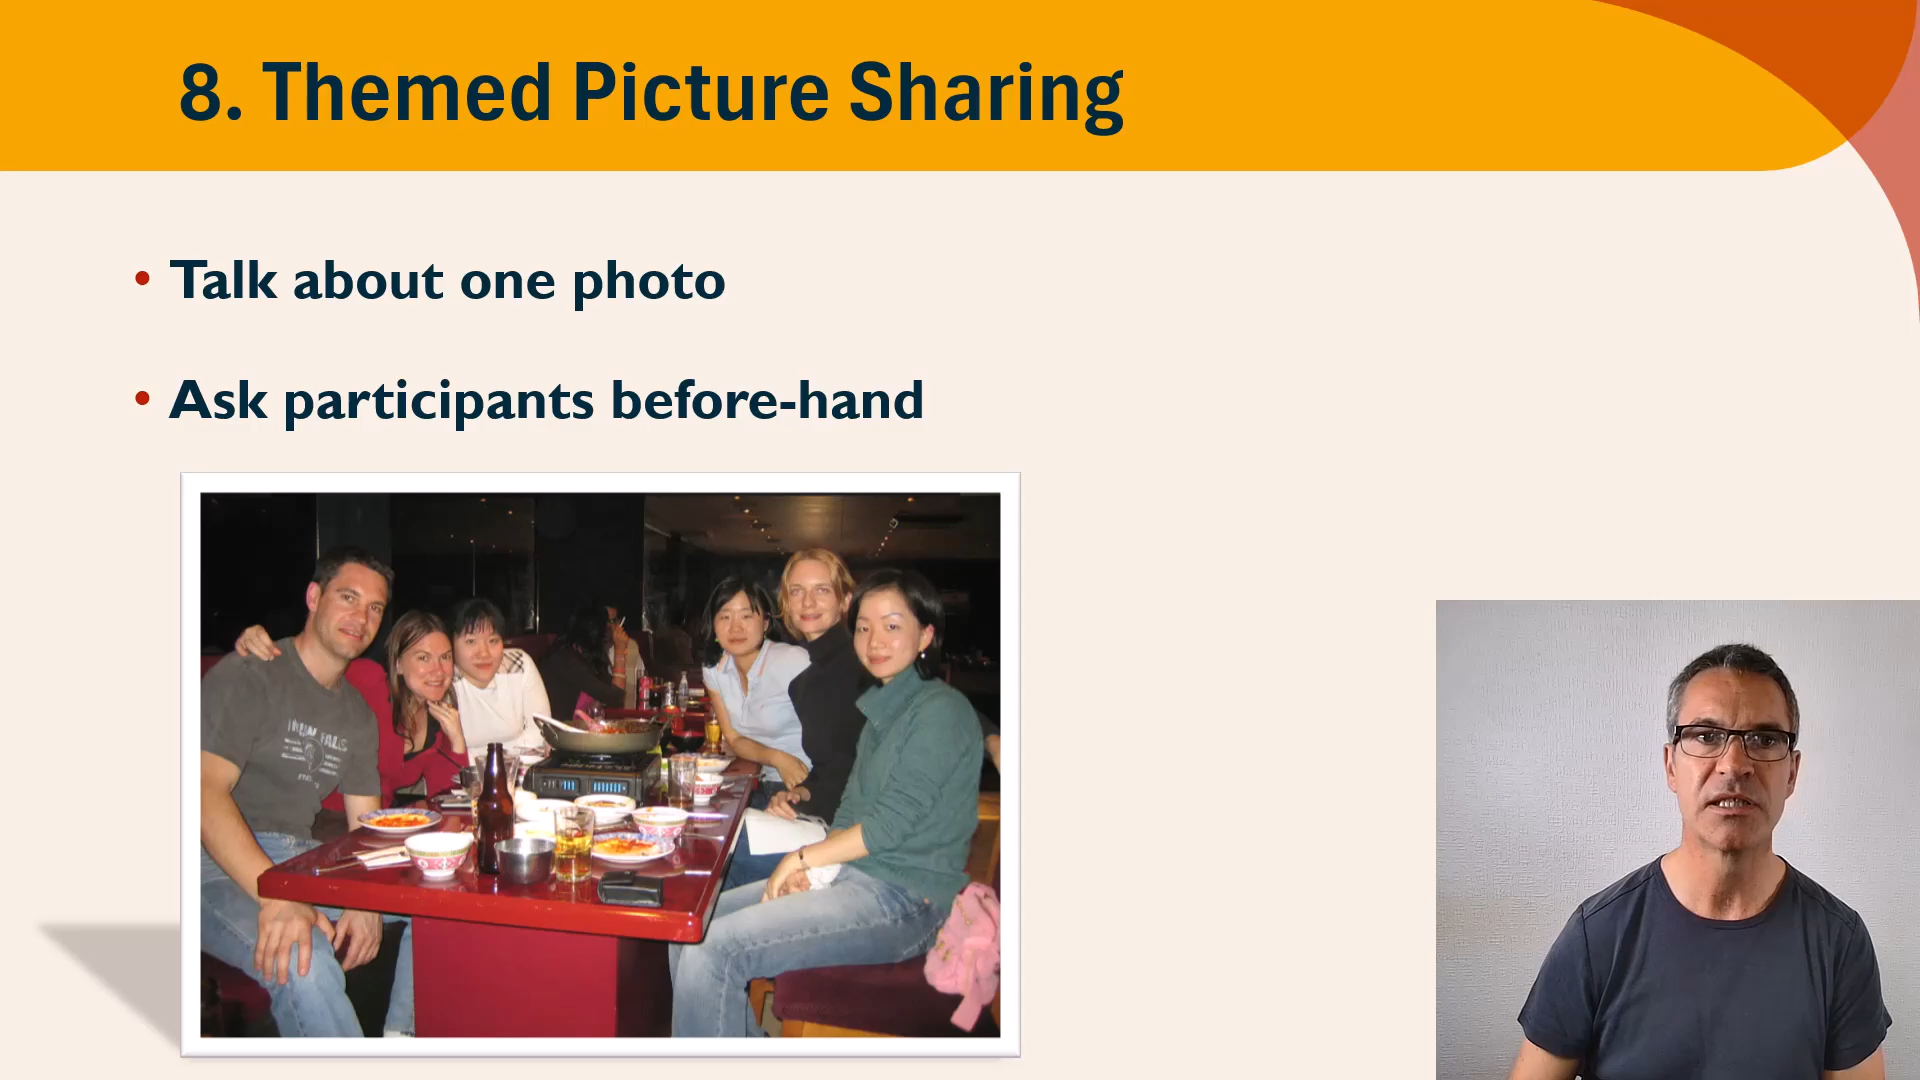 8. Themed Picture Sharing
• Talk about one photo
• Ask participants before-hand